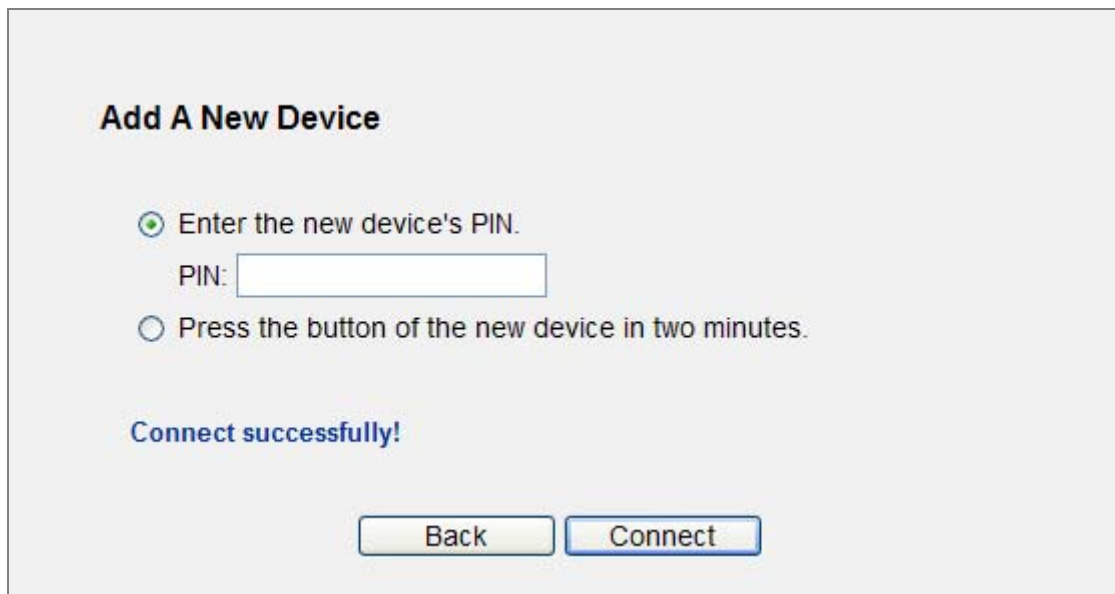 Add A New Device
Enter the new device's PIN.
PIN:
Press the button of the new device in two minutes.
Connect successfully!
Back Connect